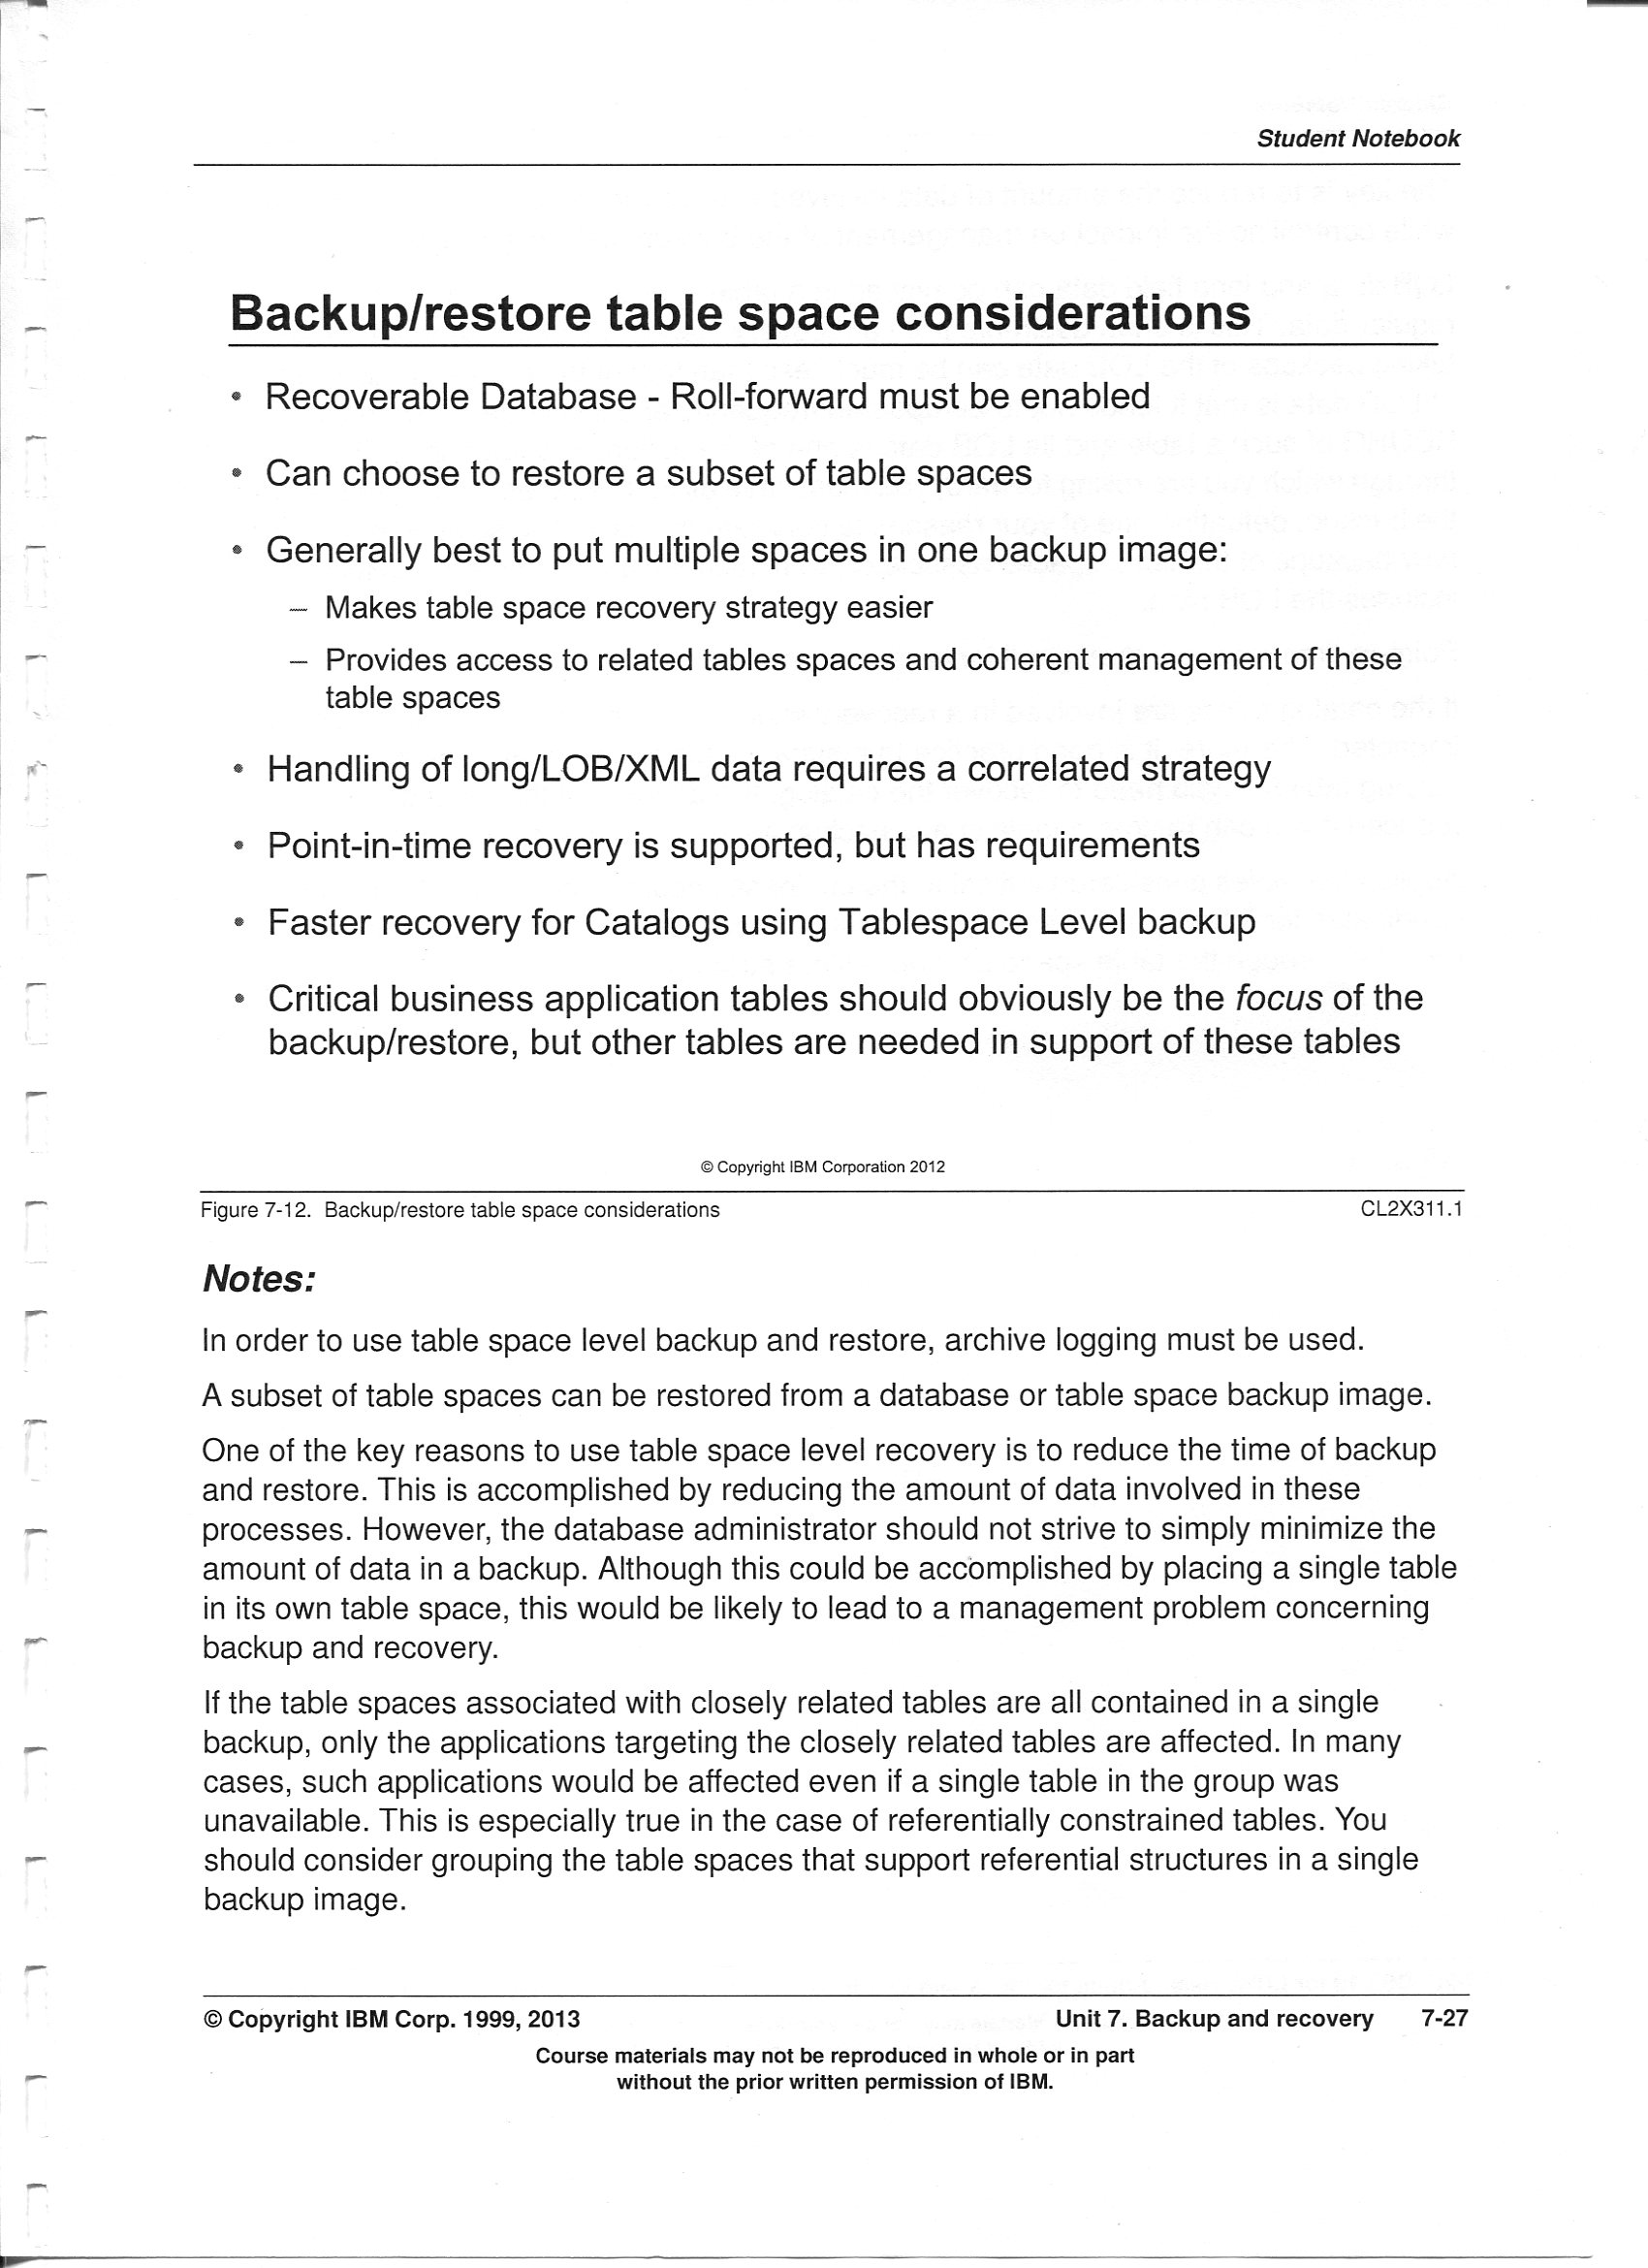 Student Notebook
Backup/restore table space considerations
• Recoverable Database - Roll-forward must be enabled
• Can choose to restore a subset of table spaces
• Generally best to put multiple spaces in one backup image:
– Makes table space recovery strategy easier
– Provides access to related tables spaces and coherent management of these
table spaces
• Handling of long/LOB/XML data requires a correlated strategy
• Point-in-time recovery is supported, but has requirements
• Faster recovery for Catalogs using Tablespace Level backup
• Critical business application tables should obviously be the focus of the
backup/restore, but other tables are needed in support of these tables
© Copyright IBM Corporation 2012
Figure 7-12. Backup/restore table space considerations CL2X311.1
Notes:
In order to use table space level backup and restore, archive logging must be used.
A subset of table spaces can be restored from a database or table space backup image.
One of the key reasons to use table space level recovery is to reduce the time of backup
and restore. This is accomplished by reducing the amount of data involved in these
processes. However, the database administrator should not strive to simply minimize the
amount of data in a backup. Although this could be accomplished by placing a single table
in its own table space, this would be likely to lead to a management problem concerning
backup and recovery.
If the table spaces associated with closely related tables are all contained in a single
backup, only the applications targeting the closely related tables are affected. In many
cases, such applications would be affected even if a single table in the group was
unavailable. This is especially true in the case of referentially constrained tables. You
should consider grouping the table spaces that support referential structures in a single
backup image.
© Copyright IBM Corp. 1999, 2013 Unit 7. Backup and recovery 7-27
Course materials may not be reproduced in whole or in part
without the prior written permission of IBM.